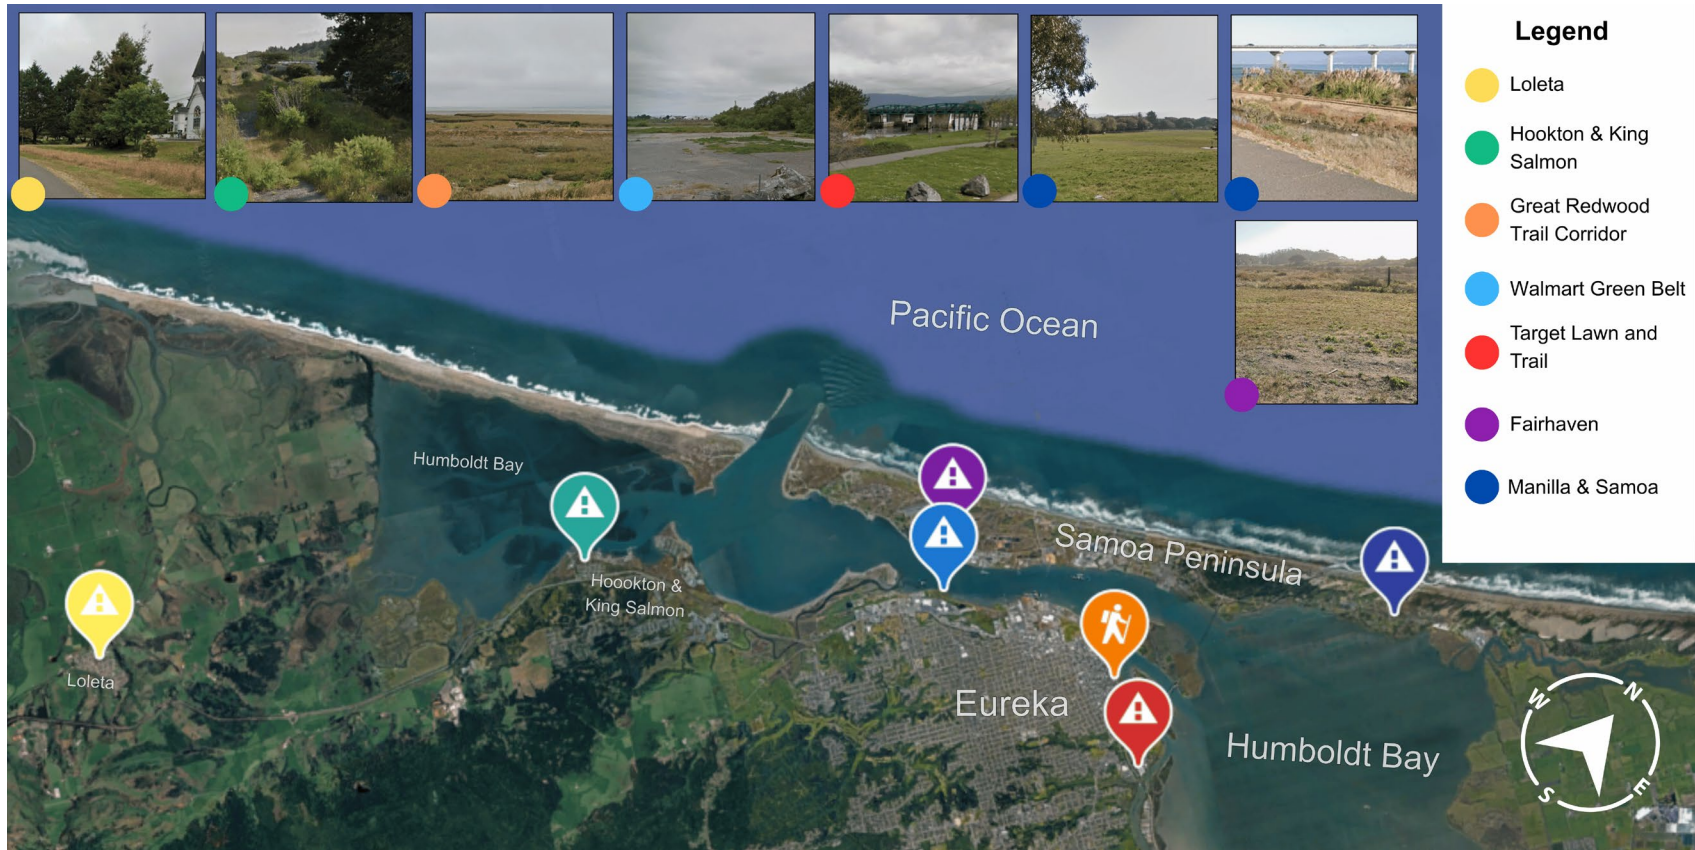 Legend
Loleta
Hookton & King
Salmon
Great Redwood
Trail Corridor
Walmart Green Belt
Target Lawn and
Trail
Fairhaven
Manilla & Samoa
Pacific Ocean
Humboldt Bay
Samoa Peninsula
Hoookton &
King Salmon
Loleta
Eureka
Humboldt Bay
W
N
S
E